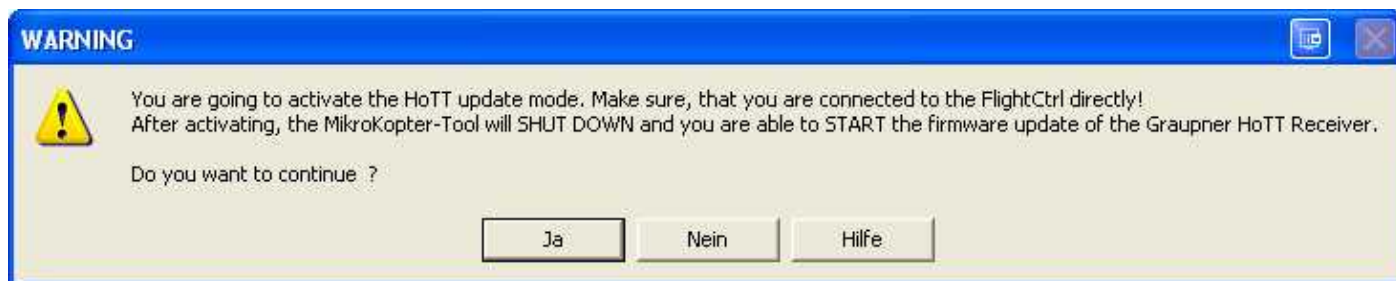 WARNING
You are going to activate the HoTT update mode. Make sure, that you are connected to the FlightCtrl directly!
After activating, the MikroKopter-Tool will SHUT DOWN and you are able to START the firmware update of the Graupner HoTT Receiver.
Do you want to continue ?
Ja Nein Hilfe